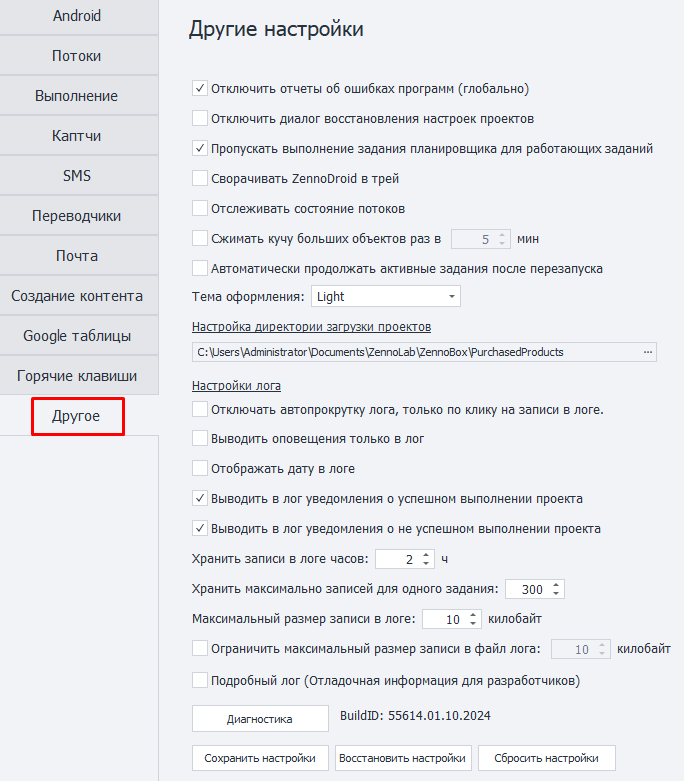 Android
Потоки
Выполнение
Каптчи
SMS
Переводчики
Почта
Создание контента
Google таблицы
Горячие клавиши
Другое
Другие настройки
Отключить отчеты об ошибках программ (глобально)
Отключить диалог восстановления настроек проектов
Пропускать выполнение задания планировщика для работающих заданий
Сворачивать ZennoDroid в трей
Отслеживать состояние потоков
Сжимать кучу больших объектов раз в 5 мин
Автоматически продолжать активные задания после перезапуска
Тема оформления: Light
Настройка директории загрузки проектов
C:\Users\Administrator\Documents\ZennoLab\ZennoBox\PurchasedProducts ...
Настройки лога
Отключать автопрокрутку лога, только по клику на записи в логе.
Выводить оповещения только в лог
Отображать дату в логе
Выводить в лог уведомления о успешном выполнении проекта
Выводить в лог уведомления о не успешном выполнении проекта
Хранить записи в логе часов: 2 ч
Хранить максимально записей для одного задания: 300
Максимальный размер записи в логе: 10 килобайт
Ограничить максимальный размер записи в файл лога: 10 килобайт
Подробный лог (Отладочная информация для разработчиков)
Диагностика BuildID: 55614.01.10.2024
Сохранить настройки Восстановить настройки Сбросить настройки